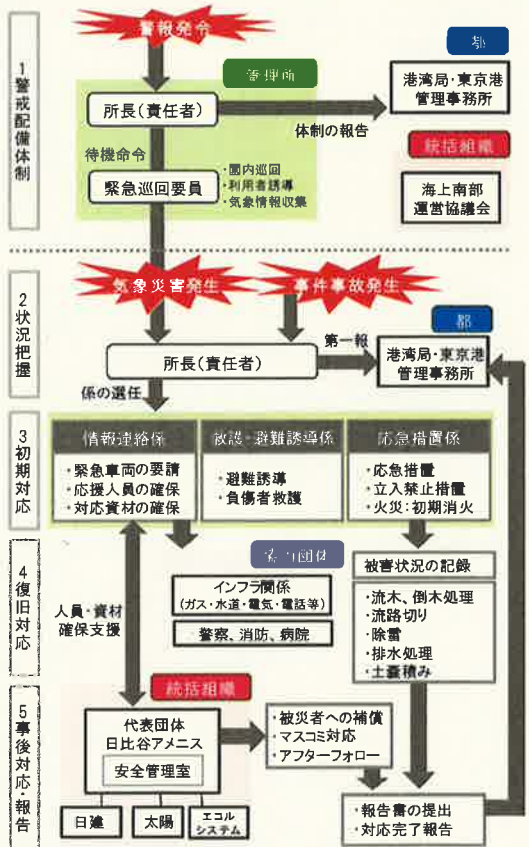 警報発令
1警戒配備体制
管理所
都
所長(責任者)
港湾局・東京港
管理事務所
体制の報告
待機命令
統括組織
緊急巡回要員
・園内巡回
・利用者誘導
・気象情報収集
海上南部
運営協議会
気象災害発生
事件事故発生
2状況把握
都
第一報
所長(責任者)
港湾局・東京港
管理事務所
係の選任
3初期対応
情報連絡係
・緊急車両の要請
・応援人員の確保
・対応資材の確保
救護・避難誘導係
・避難誘導
・負傷者救護
応急措置係
・応急措置
・立入禁止措置
・火災:初期消火
4復旧対応
協力団体
インフラ関係
(ガス・水道・電気・電話等)
警察、消防、病院
被害状況の記録
・流木、倒木処理
・流路切り
・除雪
・排水処理
・土嚢積み
人員・資材
確保支援
5事後対応・報告
統括組織
代表団体
日比谷アメニス
安全管理室
日建
太陽
エコル
システム
・被災者への補償
・マスコミ対応
・アフターフォロー
・報告書の提出
・対応完了報告